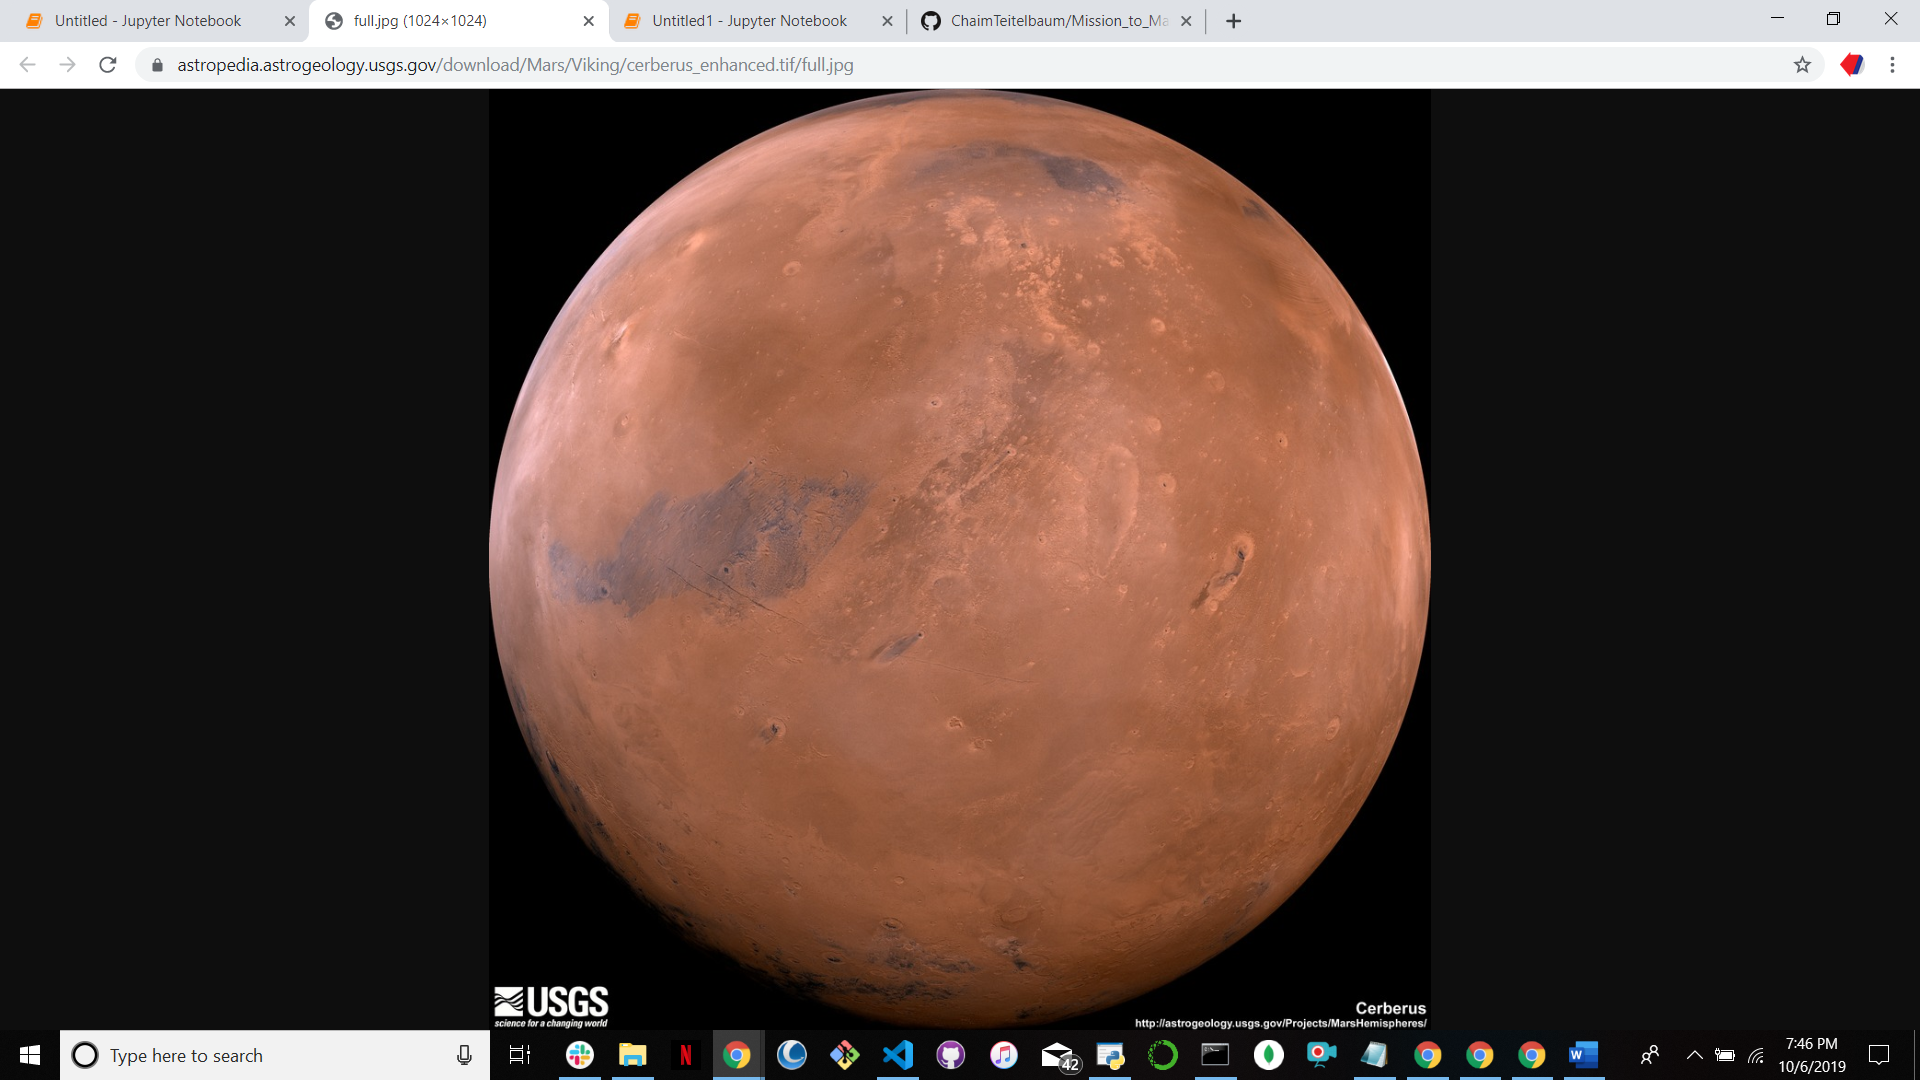 Untitled - Jupyter Notebook
full.jpg (1024×1024)
Untitled1 - Jupyter Notebook
ChaimTeitelbaum/Mission_to_Ma
astropedia.astrogeology.usgs.gov/download/Mars/Viking/cerberus_enhanced.tif/full.jpg
USGS
science for a changing world
Cerberus
http://astrogeology.usgs.gov/Projects/MarsHemispheres/
Type here to search
N
42
W
7:46 PM
10/6/2019